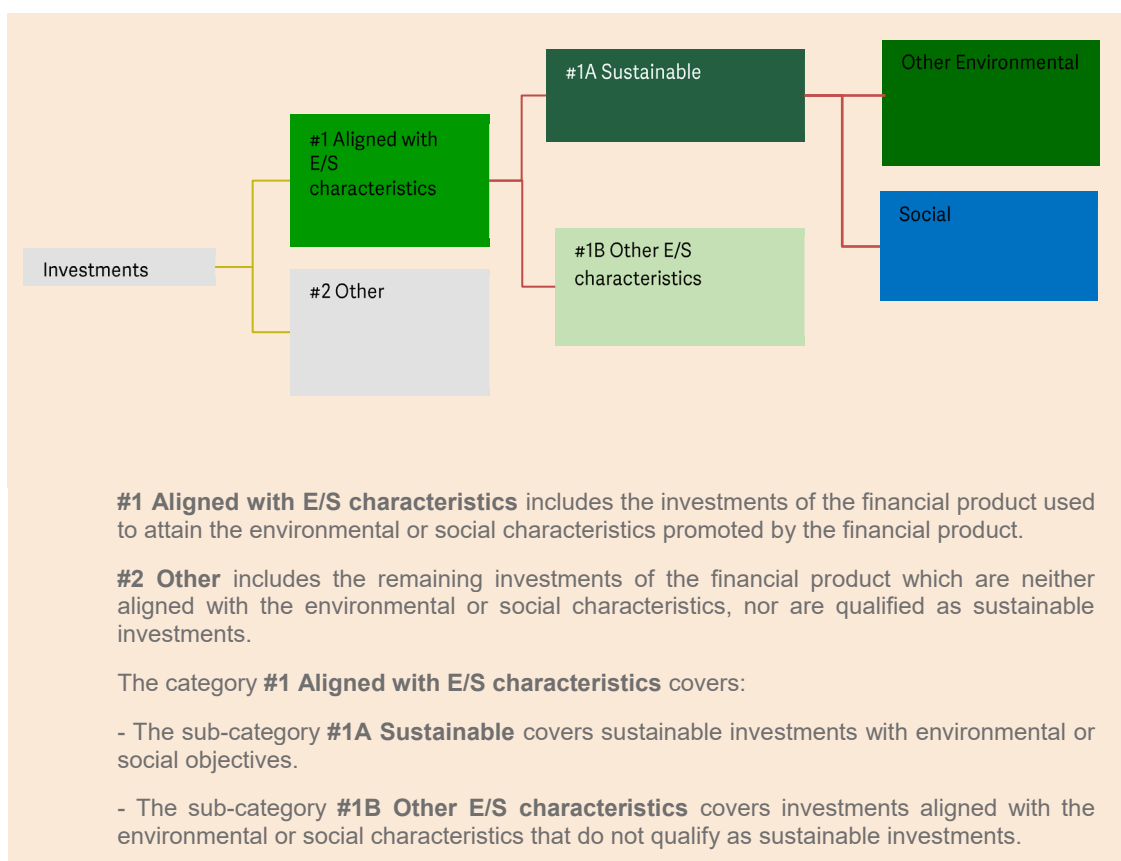 #1A Sustainable
Other Environmental
#1 Aligned with
E/S
characteristics
Social
#1B Other E/S
characteristics
Investments
#2 Other
#1 Aligned with E/S characteristics includes the investments of the financial product used
to attain the environmental or social characteristics promoted by the financial product.
#2 Other includes the remaining investments of the financial product which are neither
aligned with the environmental or social characteristics, nor are qualified as sustainable
investments.
The category #1 Aligned with E/S characteristics covers:
- The sub-category #1A Sustainable covers sustainable investments with environmental or
social objectives.
- The sub-category #1B Other E/S characteristics covers investments aligned with the
environmental or social characteristics that do not qualify as sustainable investments.